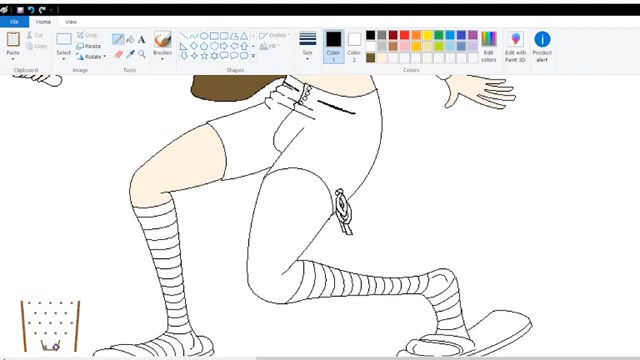 File Home View
Cut
Copy
Paste
Clipboard
Select
Crop
Resize
Rotate
Image
A
Tools
Brushes
Shapes
Outline
Fill
Size
Color 1
Color 2
Colors
Edit colors
Edit with Paint 3D
Product alert